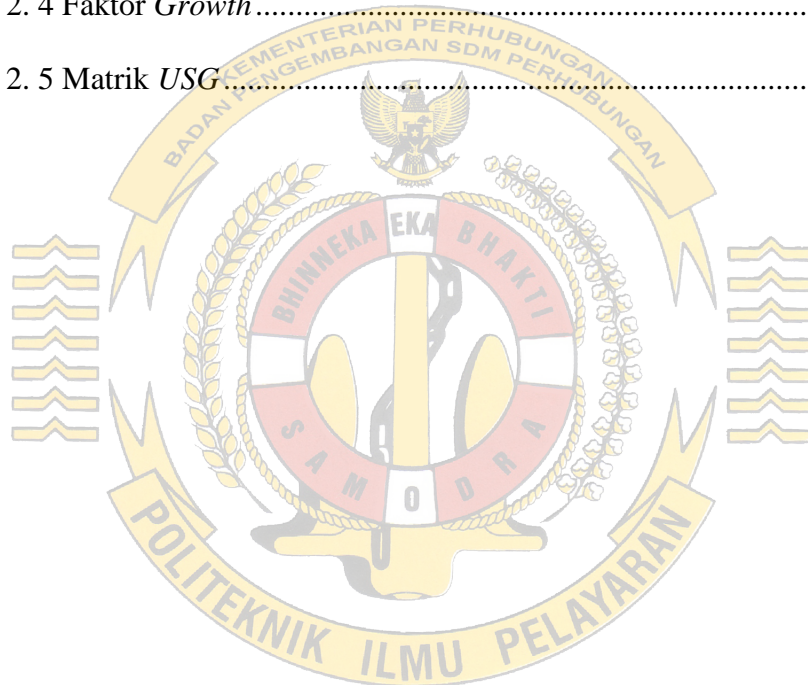 2. 4 Faktor Growth
2. 5 Matrik USG
KEMENTERIAN PERHUBUNGAN
BADAN PENGEMBANGAN SDM PERHUBUNGAN
BHINNEKA EKA BHAKTI
SAMODRA
POLITEKNIK ILMU PELAYARAN